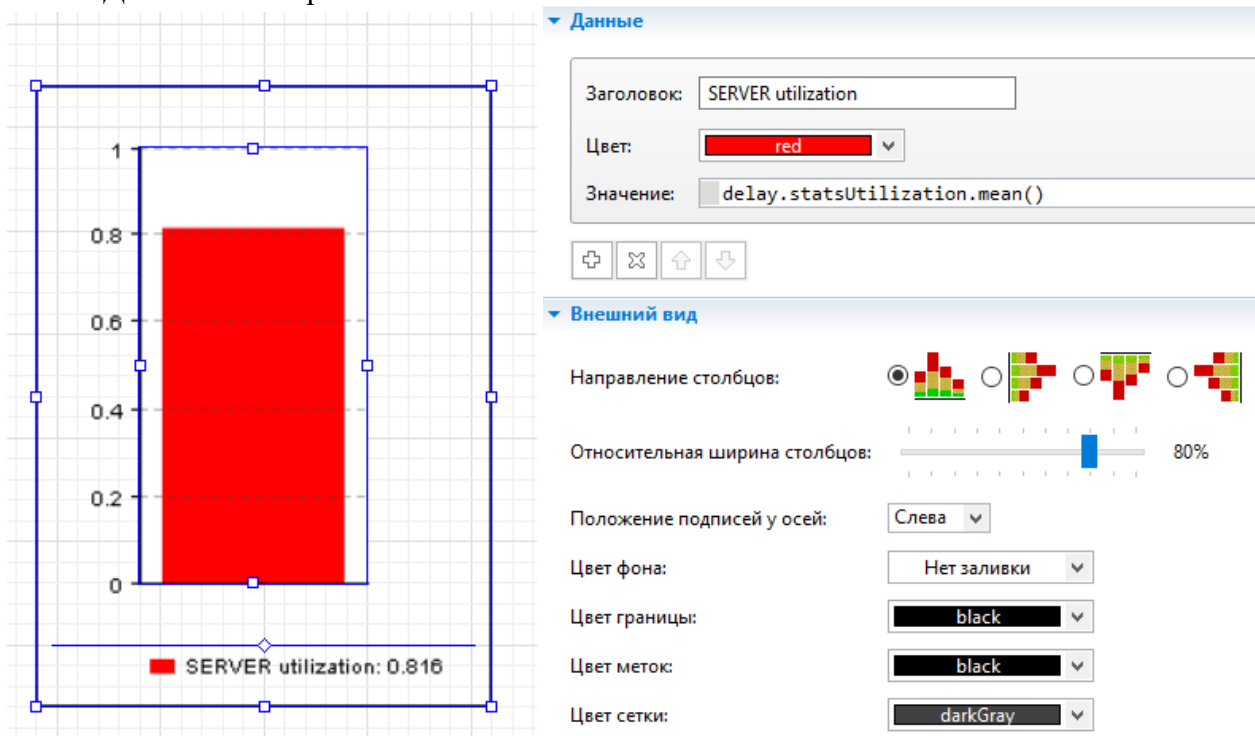 1
0.8
0.6
0.4
0.2
0
SERVER utilization: 0.816
Данные
Заголовок: SERVER utilization
Цвет: red
Значение: delay.statsUtilization.mean()
Внешний вид
Направление столбцов:
Относительная ширина столбцов: 80%
Положение подписей у осей: Слева
Цвет фона: Нет заливки
Цвет границы: black
Цвет меток: black
Цвет сетки: darkGray